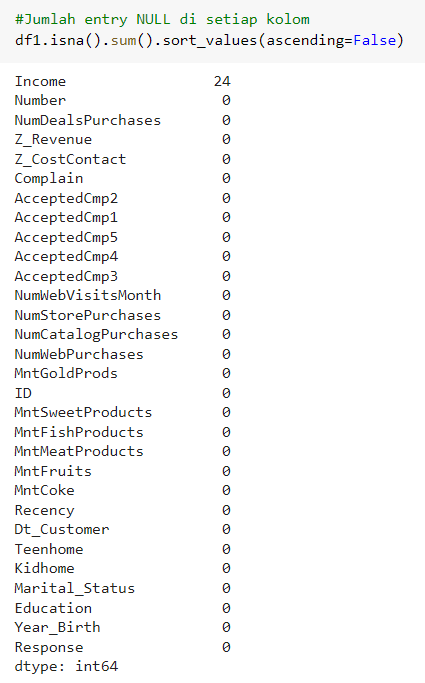 #Jumlah entry NULL di setiap kolom
df1.isna().sum().sort_values(ascending=False)
Income 24
Number 0
NumDealsPurchases 0
Z_Revenue 0
Z_CostContact 0
Complain 0
AcceptedCmp2 0
AcceptedCmp1 0
AcceptedCmp5 0
AcceptedCmp4 0
AcceptedCmp3 0
NumWebVisitsMonth 0
NumStorePurchases 0
NumCatalogPurchases 0
NumWebPurchases 0
MntGoldProds 0
ID 0
MntSweetProducts 0
MntFishProducts 0
MntMeatProducts 0
MntFruits 0
MntCoke 0
Recency 0
Dt_Customer 0
Teenhome 0
Kidhome 0
Marital_Status 0
Education 0
Year_Birth 0
Response 0
dtype: int64